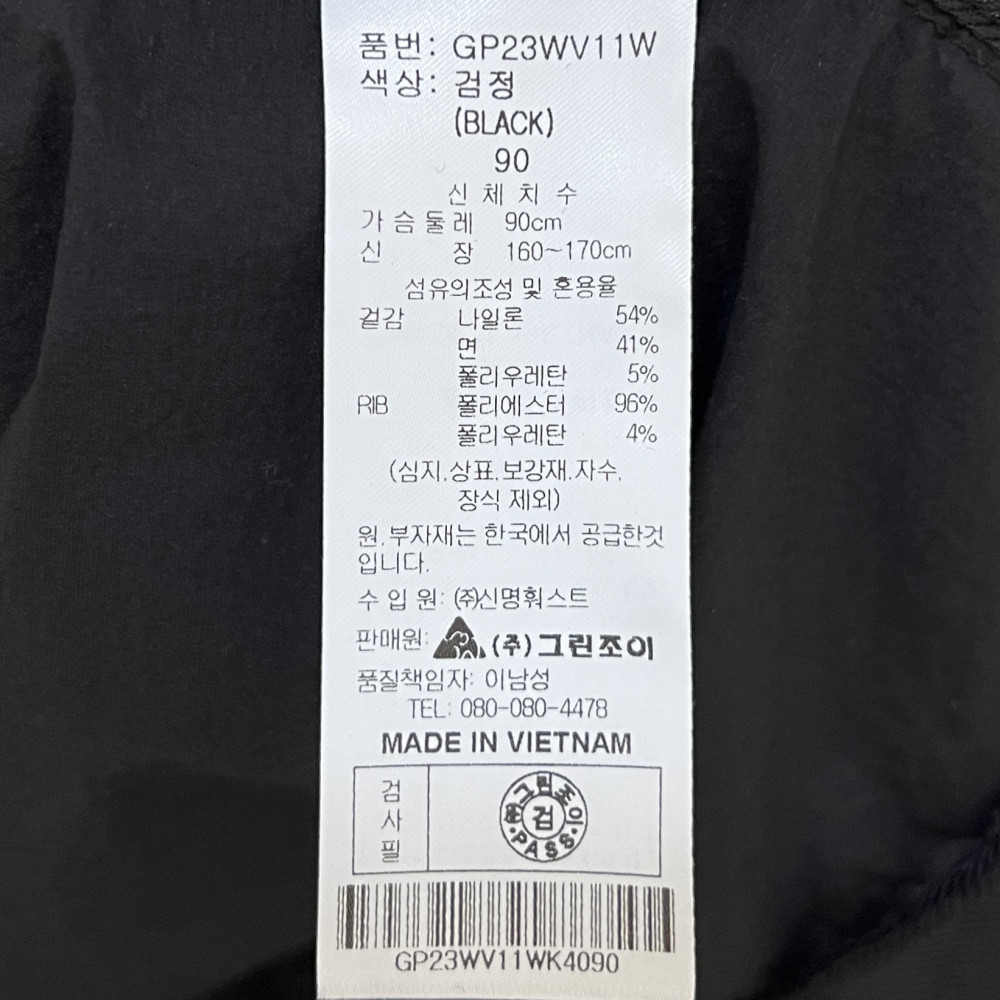 품번: GP23WV11W
색상: 검정
(BLACK)
90
신 체 치 수
가슴둘레 90cm
신 장 160~170cm
섬유의조성 및 혼용율
겉감 나일론 54%
면 41%
폴리우레탄 5%
RIB 폴리에스터 96%
폴리우레탄 4%
(심지.상표.보강재.자수.
장식 제외)
원.부자재는 한국에서 공급한것
입니다.
수 입 원: (주)신명훠스트
판매원: (주)그린조이
품질책임자: 이남성
TEL: 080-080-4478
MADE IN VIETNAM
검사필
그린조이
검
PASS
GP23WV11WK4090